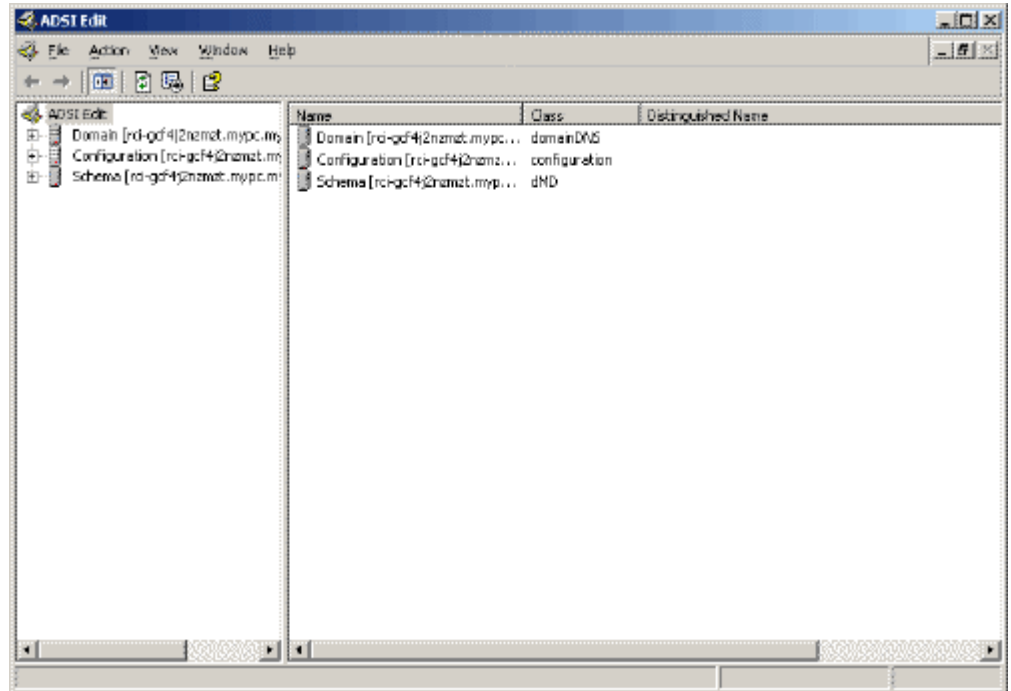 ADSI Edit
File Action View Window Help
ADSI Edit
Domain [rci-gcf4j2nzmzt.mypc.my
Configuration [rci-gcf4j2nzmzt.my
Schema [rci-gcf4j2nzmzt.mypc.m
Name Class Distinguished Name
Domain [rci-gcf4j2nzmzt.mypc... domainDNS
Configuration [rci-gcf4j2nzmz... configuration
Schema [rci-gcf4j2nzmzt.myp... dMD